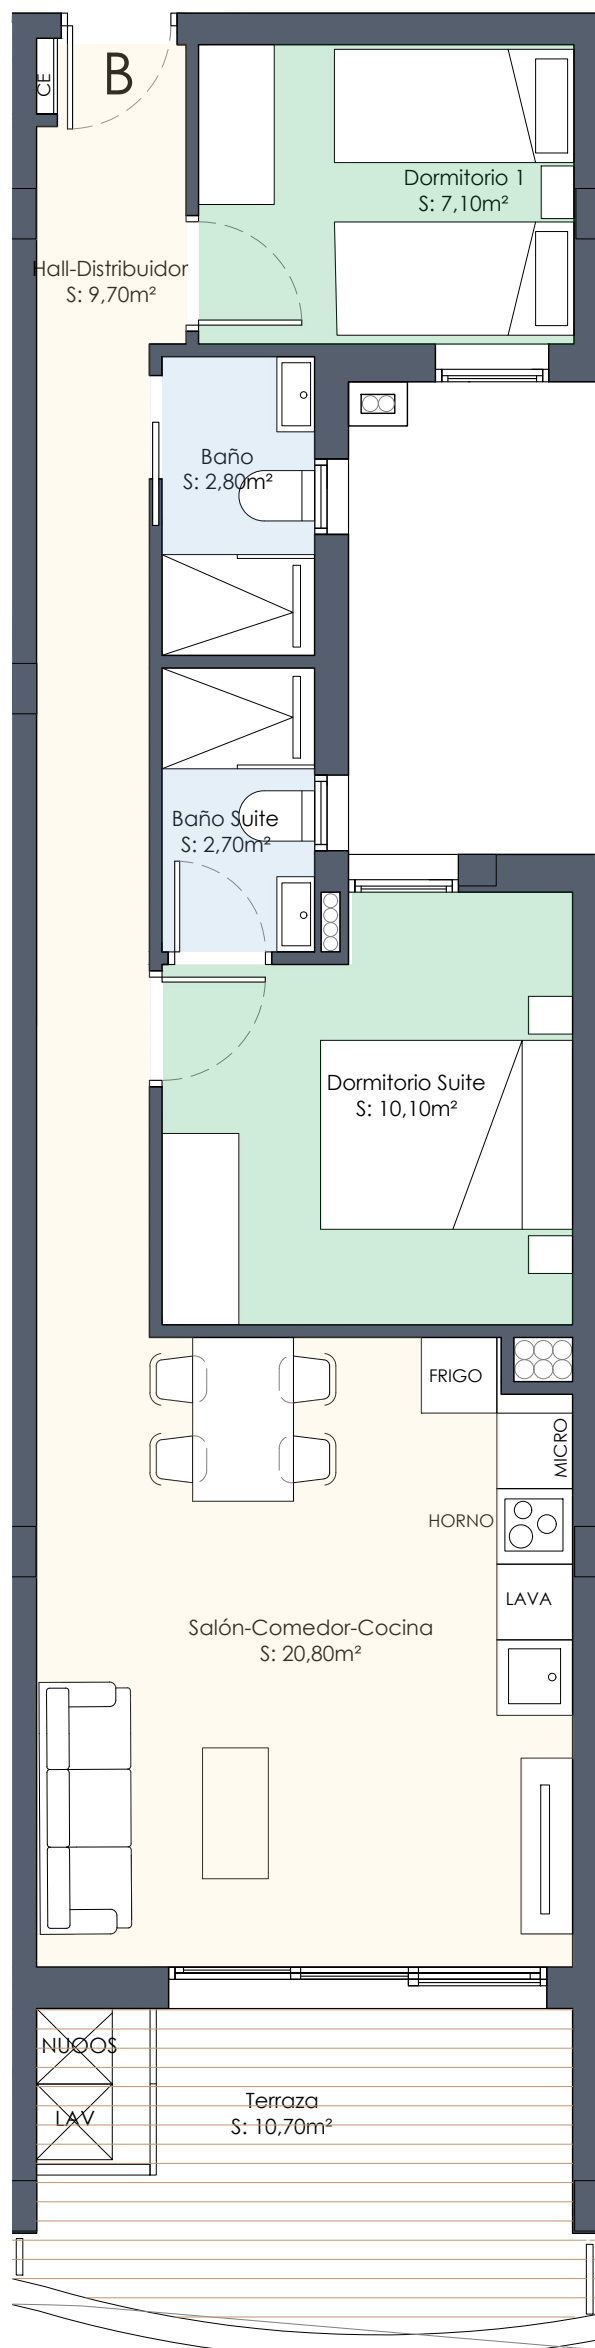 B
CE
Dormitorio 1
S: 7,10m²
Hall-Distribuidor
S: 9,70m²
Baño
S: 2,80m²
Baño Suite
S: 2,70m²
Dormitorio Suite
S: 10,10m²
FRIGO
MICRO
HORNO
LAVA
Salón-Comedor-Cocina
S: 20,80m²
NUOOS
LAV
Terraza
S: 10,70m²